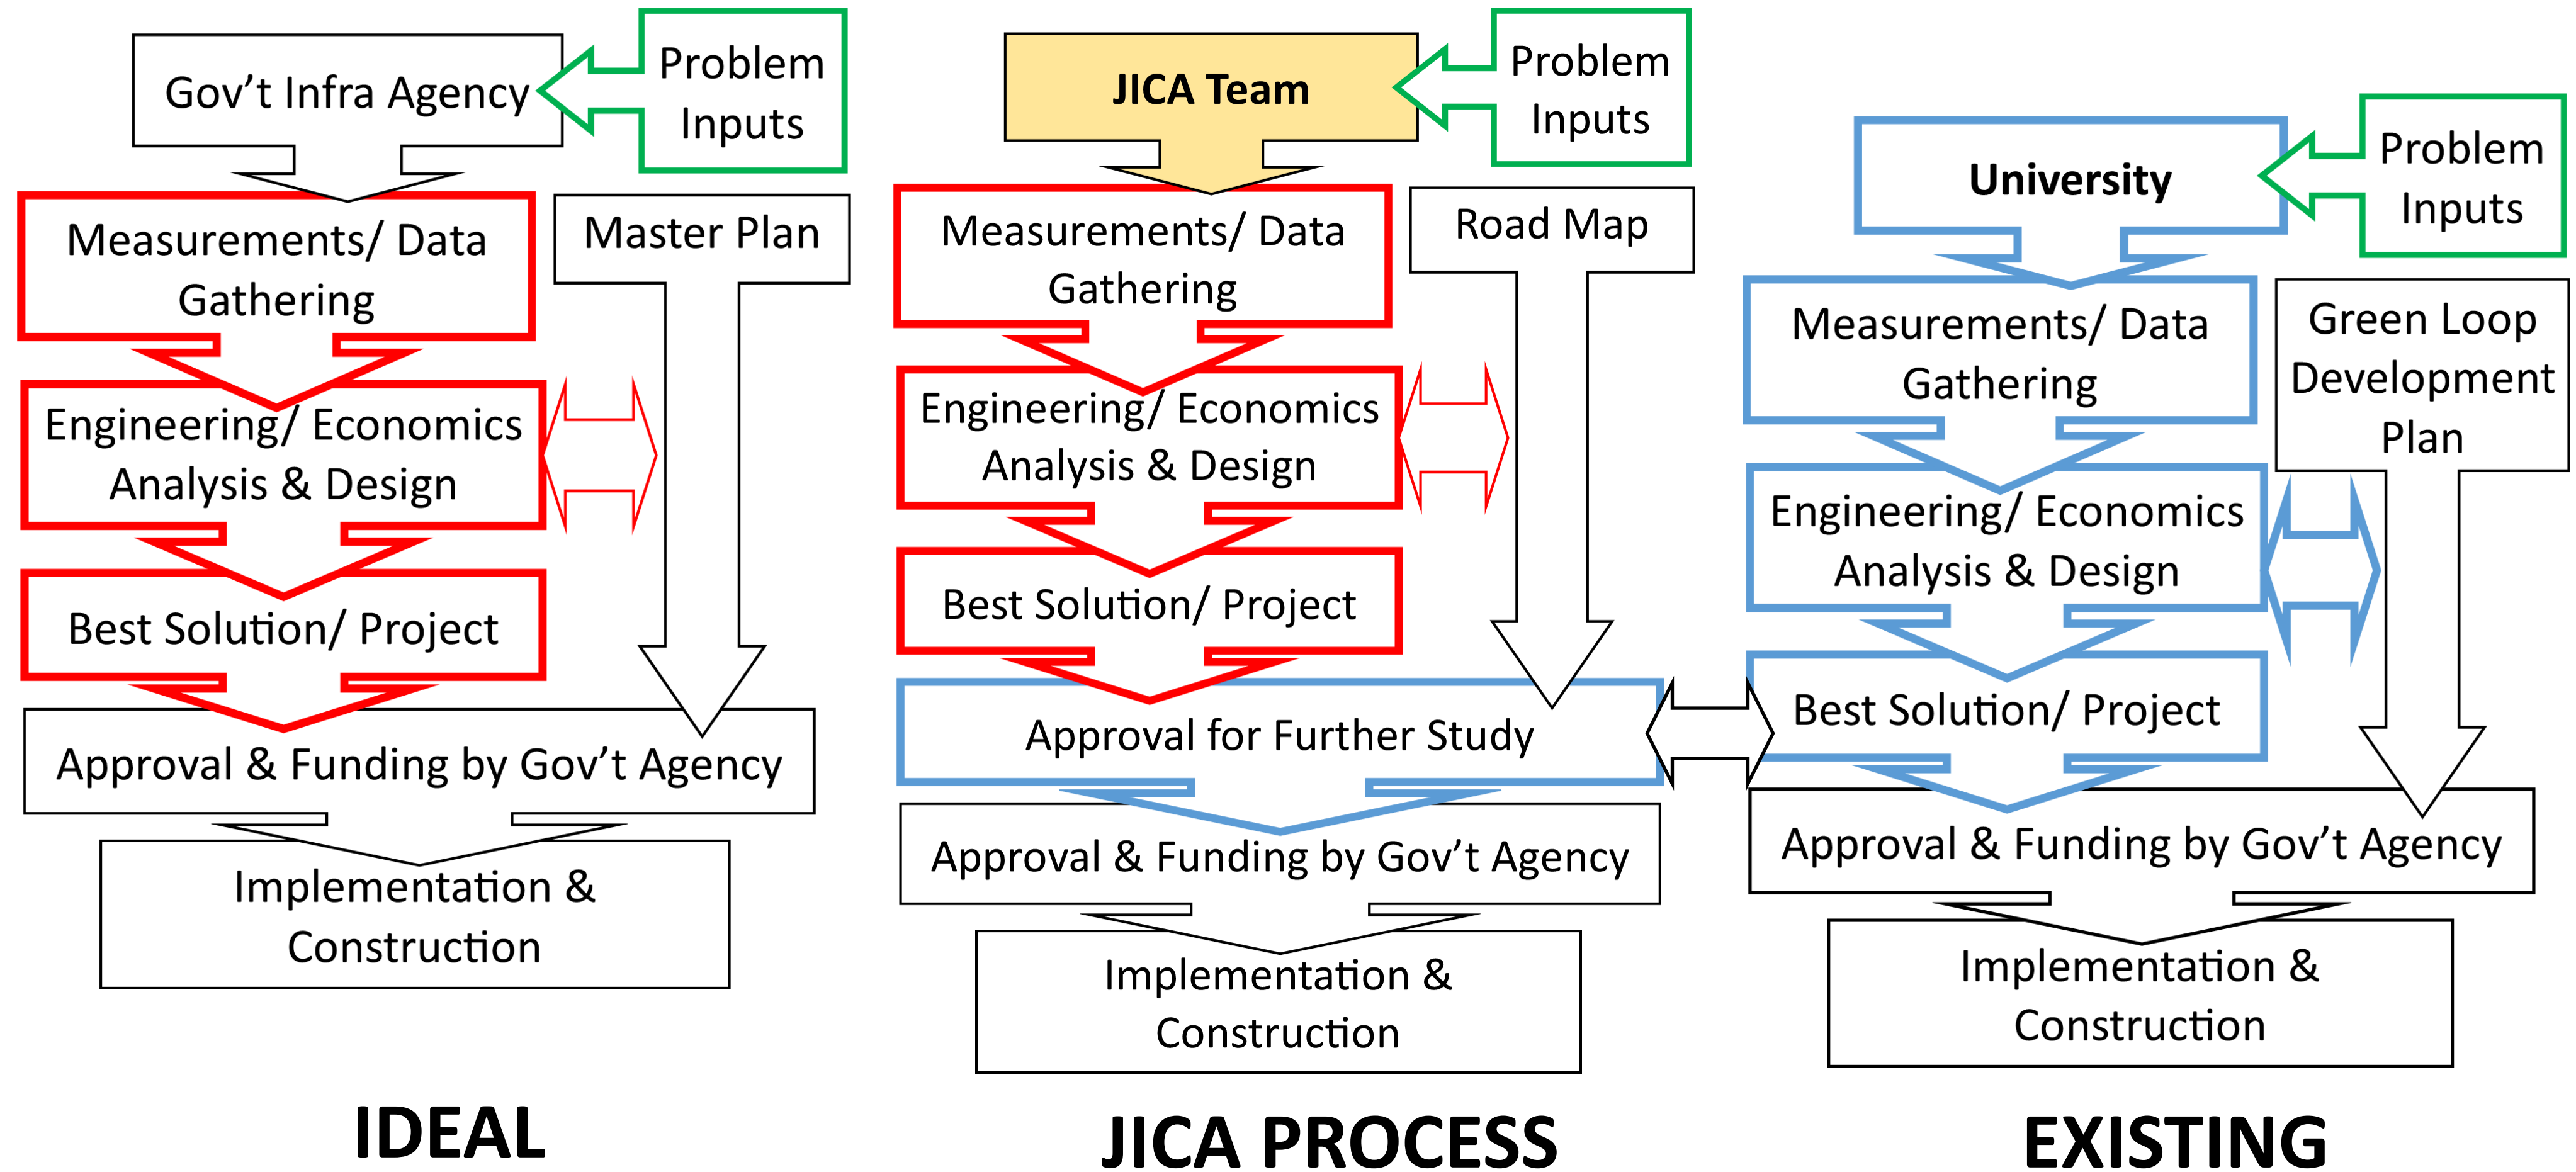 Gov’t Infra Agency
Problem
Inputs
Measurements/ Data
Gathering
Master Plan
Engineering/ Economics
Analysis & Design
Best Solution/ Project
Approval & Funding by Gov’t Agency
Implementation &
Construction
IDEAL
JICA Team
Problem
Inputs
Measurements/ Data
Gathering
Road Map
Engineering/ Economics
Analysis & Design
Best Solution/ Project
Approval for Further Study
Approval & Funding by Gov’t Agency
Implementation &
Construction
JICA PROCESS
University
Problem
Inputs
Measurements/ Data
Gathering
Green Loop
Development
Plan
Engineering/ Economics
Analysis & Design
Best Solution/ Project
Approval & Funding by Gov’t Agency
Implementation &
Construction
EXISTING